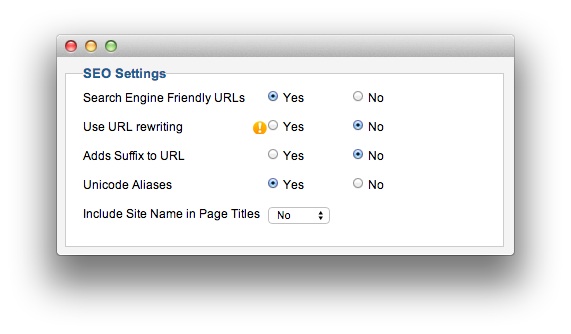 SEO Settings
Search Engine Friendly URLs Yes No
Use URL rewriting Yes No
Adds Suffix to URL Yes No
Unicode Aliases Yes No
Include Site Name in Page Titles No